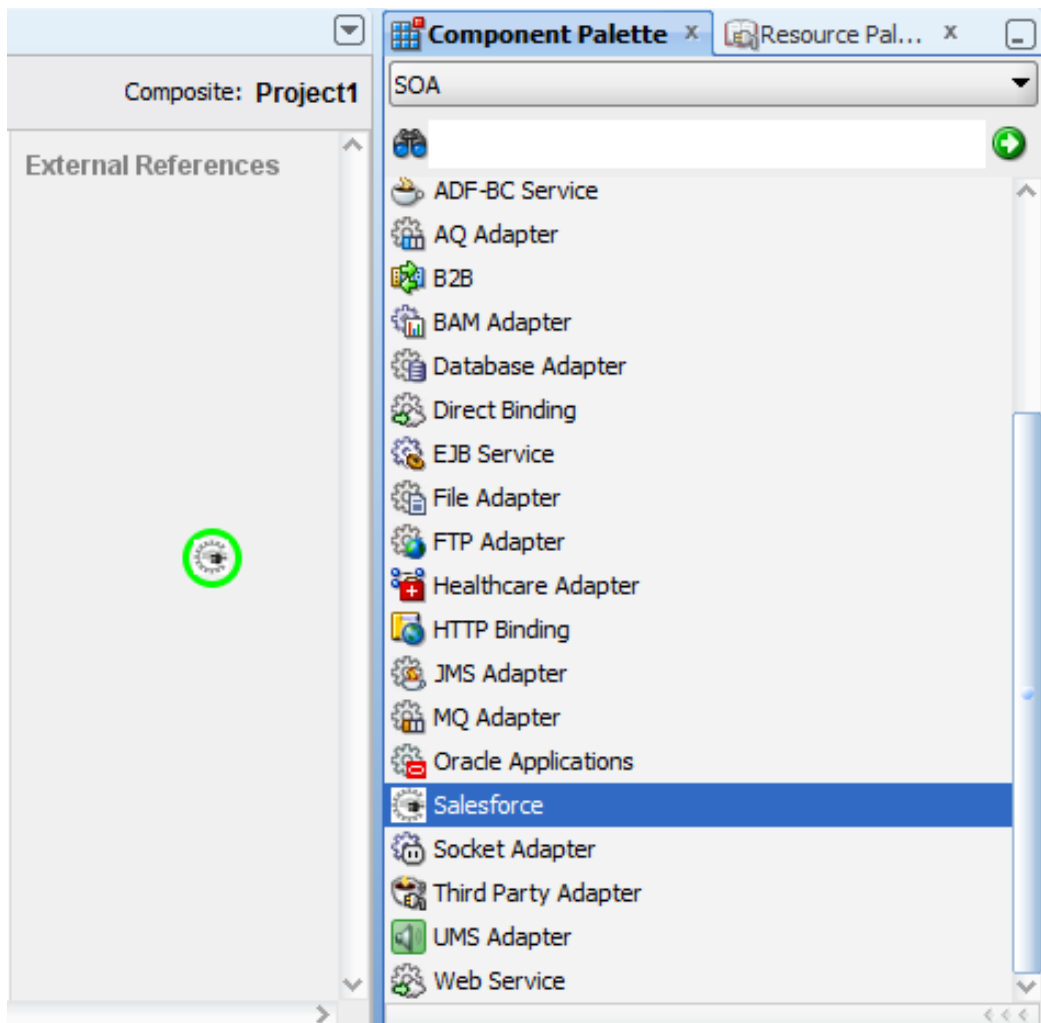 Component Palette x
Resource Pal... x
Composite: Project1
SOA
External References
ADF-BC Service
AQ Adapter
B2B
BAM Adapter
Database Adapter
Direct Binding
EJB Service
File Adapter
FTP Adapter
Healthcare Adapter
HTTP Binding
JMS Adapter
MQ Adapter
Oracle Applications
Salesforce
Socket Adapter
Third Party Adapter
UMS Adapter
Web Service